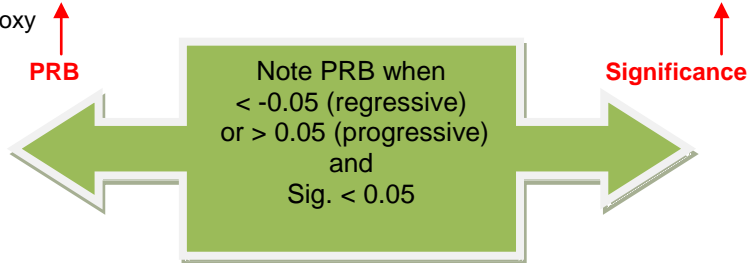 oxy
PRB
Significance
Note PRB when
< -0.05 (regressive)
or > 0.05 (progressive)
and
Sig. < 0.05